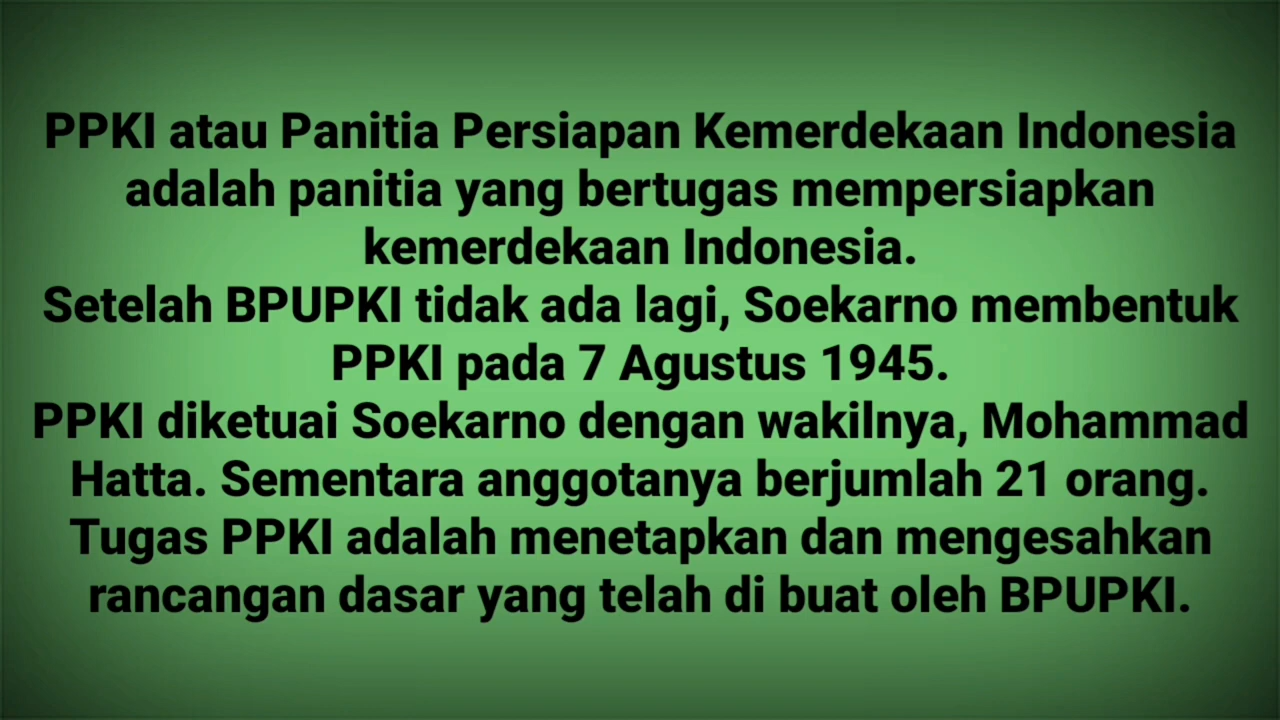 PPKI atau Panitia Persiapan Kemerdekaan Indonesia
adalah panitia yang bertugas mempersiapkan
kemerdekaan Indonesia.
Setelah BPUPKI tidak ada lagi, Soekarno membentuk
PPKI pada 7 Agustus 1945.
PPKI diketuai Soekarno dengan wakilnya, Mohammad
Hatta. Sementara anggotanya berjumlah 21 orang.
Tugas PPKI adalah menetapkan dan mengesahkan
rancangan dasar yang telah di buat oleh BPUPKI.